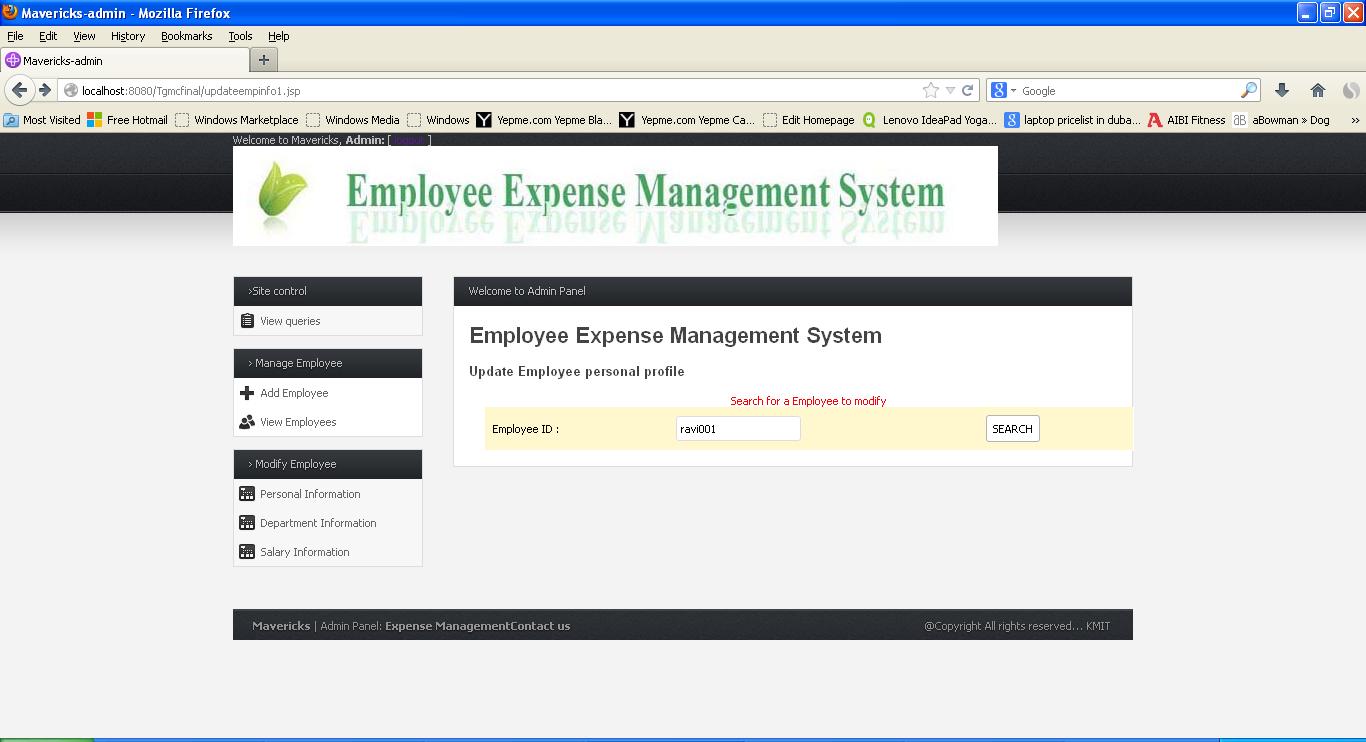 Mavericks-admin - Mozilla Firefox
File Edit View History Bookmarks Tools Help
Mavericks-admin
localhost:8080/Tgmcfinal/updateempinfo1.jsp
Google
Most Visited Free Hotmail Windows Marketplace Windows Media Windows Yepme.com Yepme Bla... Yepme.com Yepme Ca... Edit Homepage Lenovo IdeaPad Yoga... laptop pricelist in duba... AIBI Fitness aBowman » Dog »
Welcome to Mavericks, Admin: [ logout ]
Employee Expense Management System
>Site control
View queries
> Manage Employee
Add Employee
View Employees
> Modify Employee
Personal Information
Department Information
Salary Information
Welcome to Admin Panel
Employee Expense Management System
Update Employee personal profile
Search for a Employee to modify
Employee ID : ravi001 SEARCH
Mavericks | Admin Panel: Expense ManagementContact us
@Copyright All rights reserved... KMIT